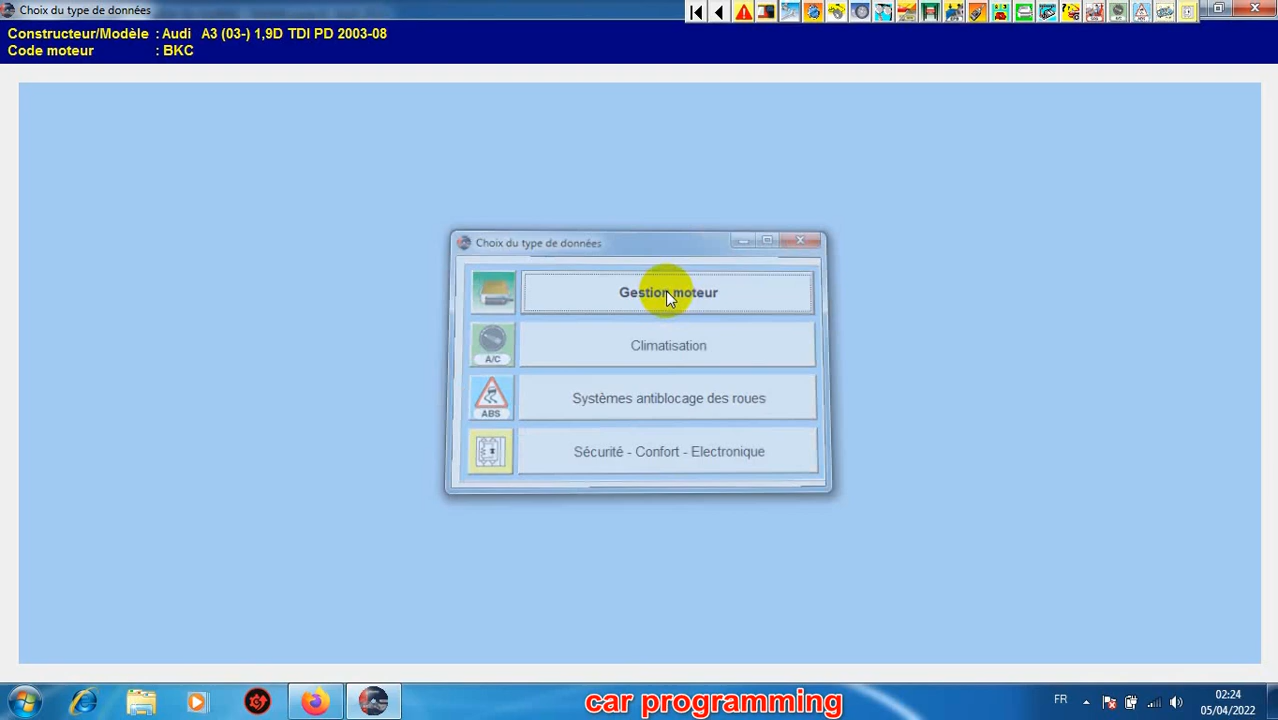 Choix du type de données
Constructeur/Modèle : Audi A3 (03-) 1,9D TDI PD 2003-08
Code moteur : BKC
Choix du type de données
Gestion moteur
A/C
Climatisation
ABS
Systèmes antiblocage des roues
Sécurité - Confort - Electronique
car programming
FR
02:24
05/04/2022